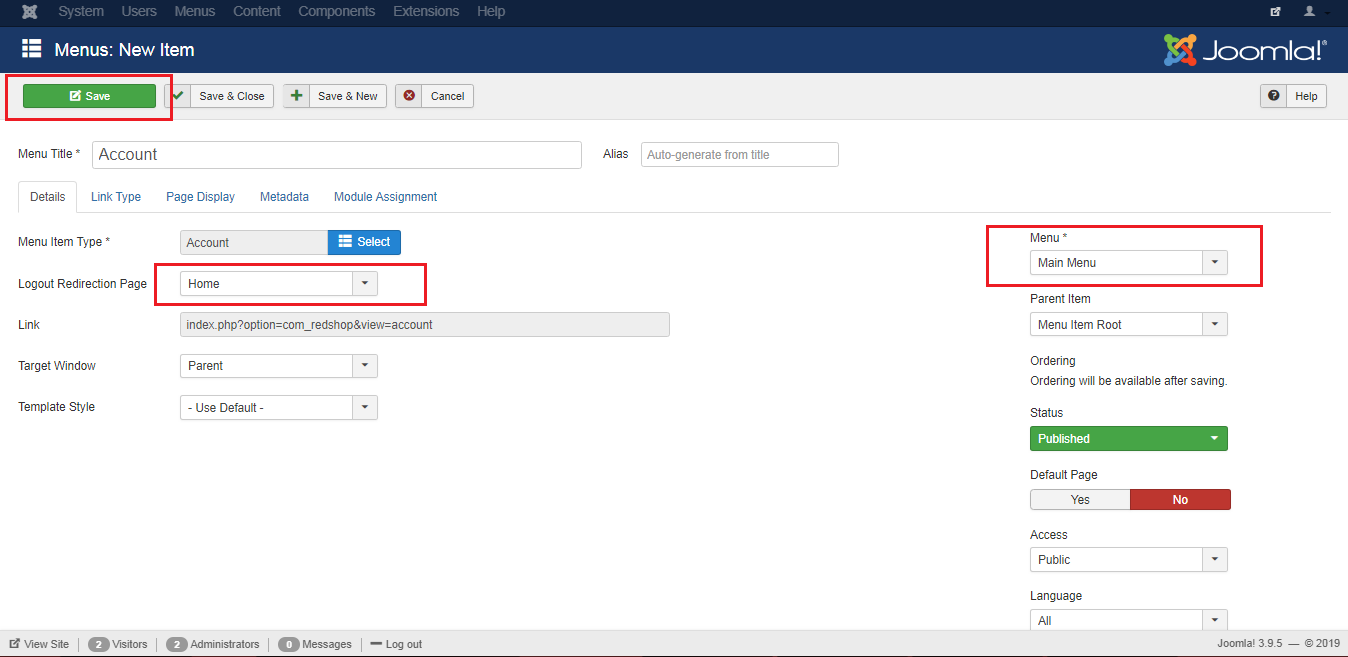 System Users Menus Content Components Extensions Help
Menus: New Item
Joomla!®
Save Save & Close Save & New Cancel Help
Menu Title * Account Alias Auto-generate from title
Details Link Type Page Display Metadata Module Assignment
Menu Item Type * Account Select
Logout Redirection Page Home
Link index.php?option=com_redshop&view=account
Target Window Parent
Template Style - Use Default -
Menu *
Main Menu
Parent Item
Menu Item Root
Ordering
Ordering will be available after saving.
Status
Published
Default Page
Yes No
Access
Public
Language
All
View Site 2 Visitors 2 Administrators 0 Messages Log out Joomla! 3.9.5 — © 2019